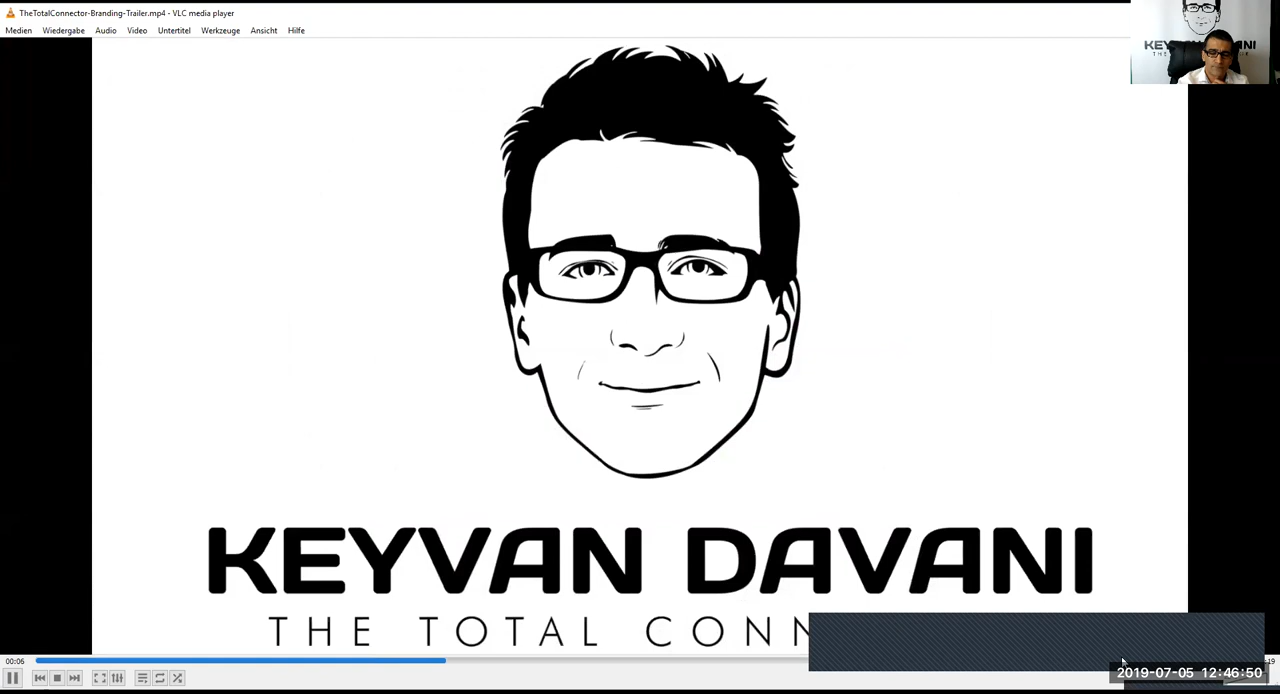 TheTotalConnector-Branding-Trailer.mp4 - VLC media player
Medien Wiedergabe Audio Video Untertitel Werkzeuge Ansicht Hilfe
KEYVAN DAVANI
THE TOTAL CONN
00:06
2019-07-05 12:46:50